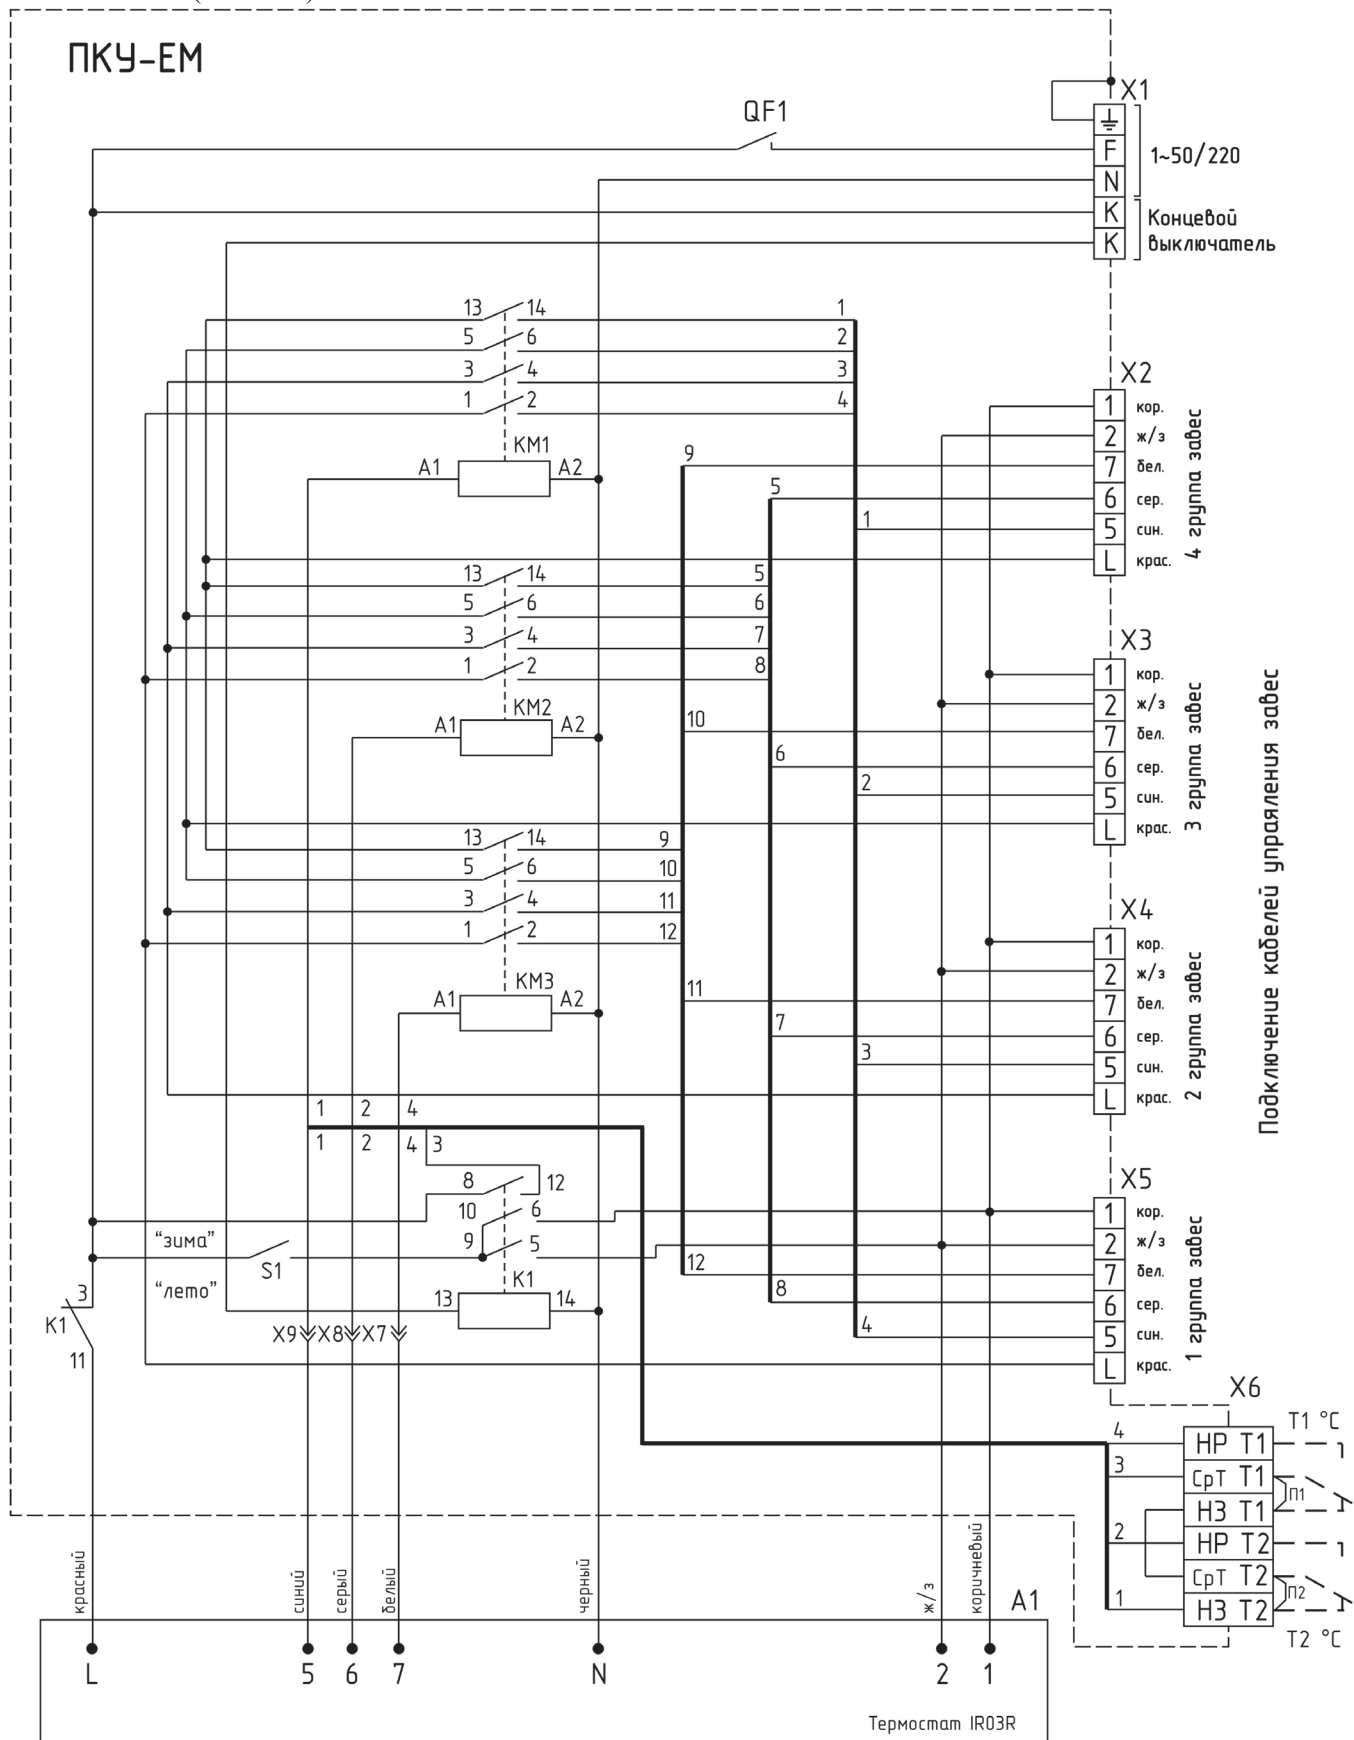 ПКУ-ЕМ
X1
QF1
⏚
F
1~50/220
N
K
Концевой
K
выключатель
13 14 1
5 6 2
3 4 3
1 2 4
X2
1 кор.
2 ж/з
7 бел.
6 сер.
5 син.
L крас.
4 группа завес
KM1
A1 A2
9
5
1
13 14 5
5 6 6
3 4 7
1 2 8
X3
1 кор.
2 ж/з
7 бел.
6 сер.
5 син.
L крас.
3 группа завес
Подключение кабелей упраяления завес
KM2
A1 A2
10
6
2
13 14 9
5 6 10
3 4 11
1 2 12
X4
1 кор.
2 ж/з
7 бел.
6 сер.
5 син.
L крас.
2 группа завес
KM3
A1 A2
11
7
3
1 2 4
1 2 4 3
8 12
10 6
9 5
"зима"
S1
"лето"
K1
13 14
X5
1 кор.
2 ж/з
7 бел.
6 сер.
5 син.
L крас.
1 группа завес
12
8
4
3
K1
11
X9 X8 X7
X6
T1 °C
4 НР T1
3 СрТ T1
П1
НЗ T1
2 НР T2
СрТ T2
П2
1 НЗ T2
T2 °C
красный
синий
серый
белый
черный
ж/з
коричневый
A1
L 5 6 7 N 2 1
Термостат IR03R